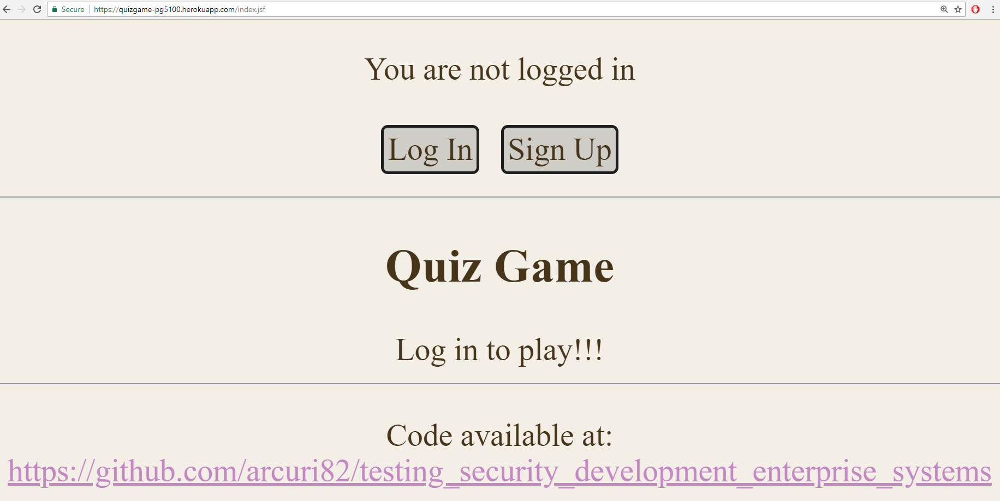 Secure https://quizgame-pg5100.herokuapp.com/index.jsf
You are not logged in
Log In Sign Up
Quiz Game
Log in to play!!!
Code available at:
https://github.com/arcuri82/testing_security_development_enterprise_systems